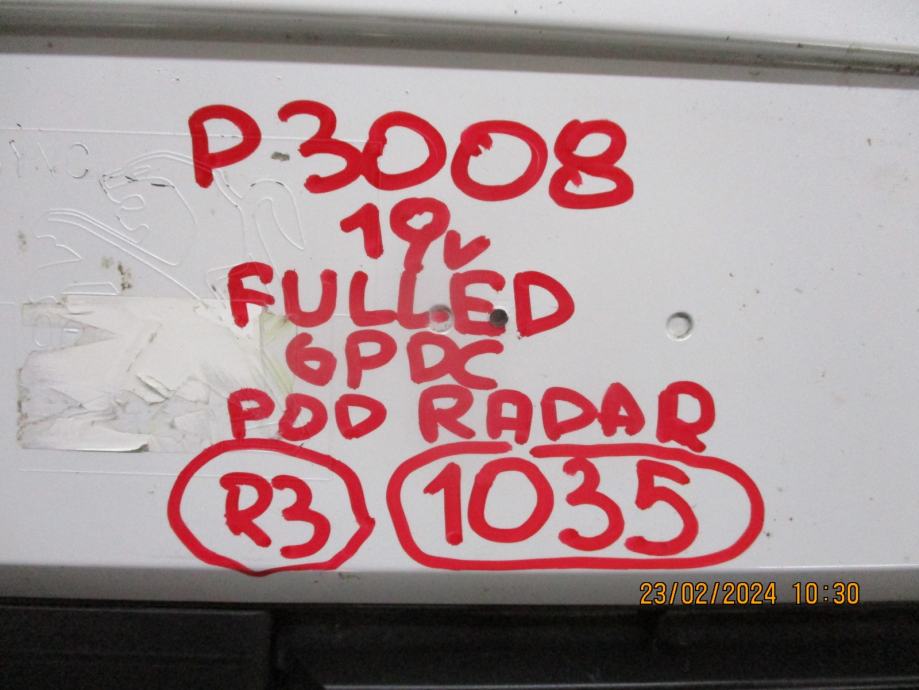 P3008
19v
FULLED
6PDC
POD RADAR
R3 1035
23/02/2024 10:30